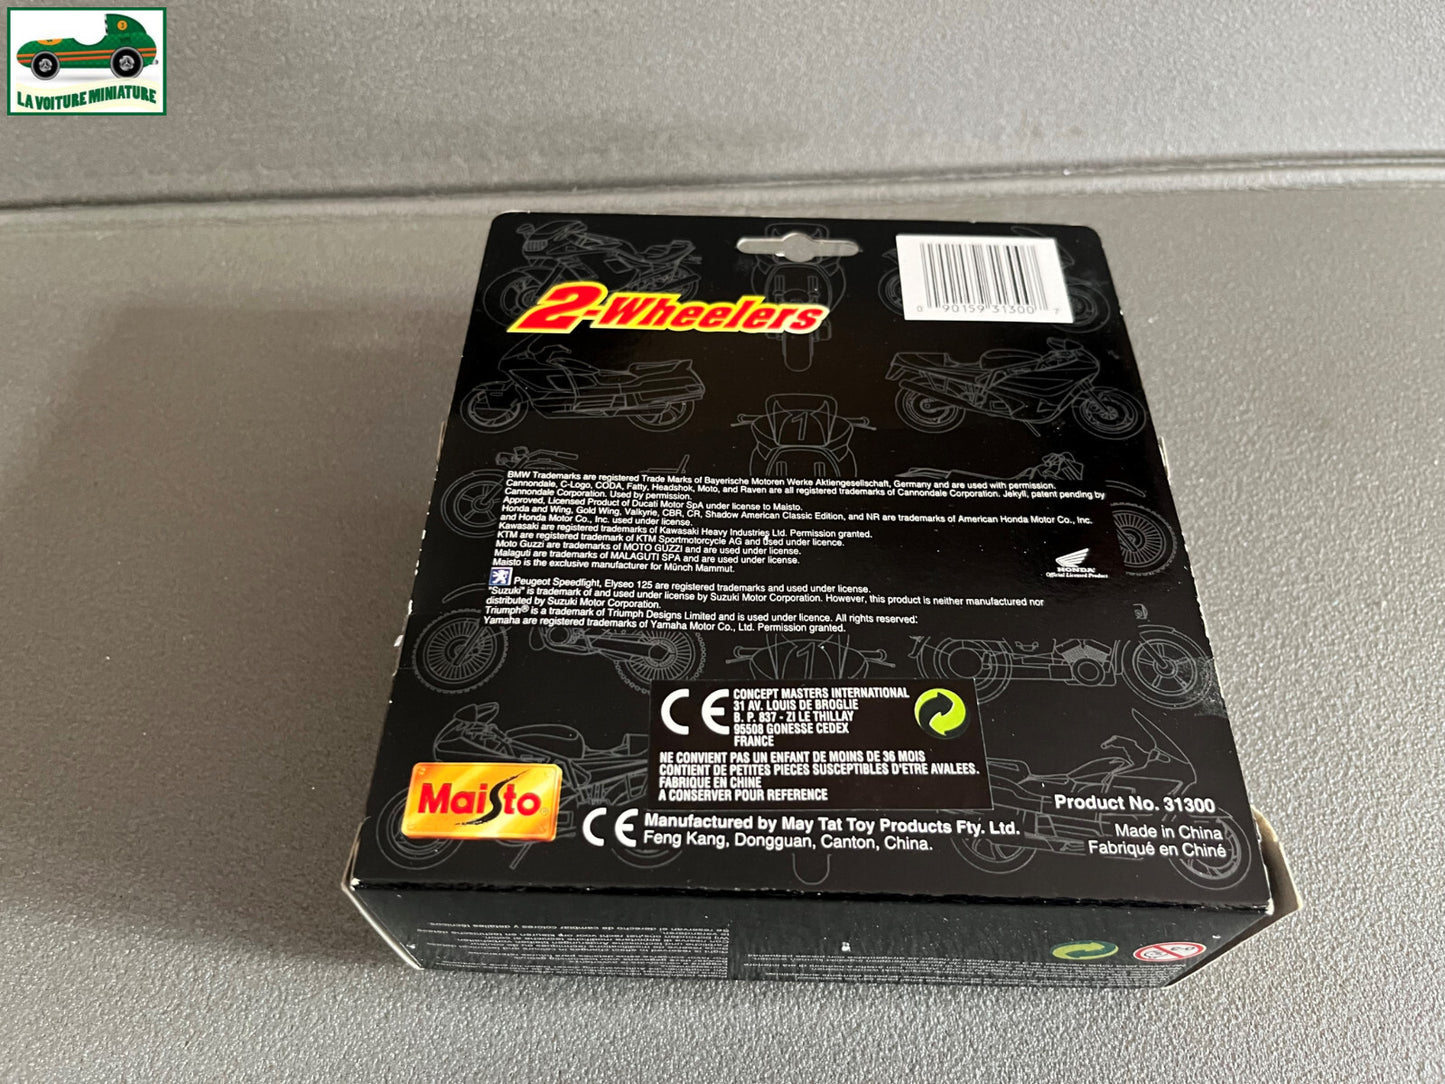 LA VOITURE MINIATURE
2-Wheelers
0 90159 31300 7
BMW Trademarks are registered Trade Marks of Bayerische Motoren Werke Aktiengesellschaft, Germany and are used with permission.
Cannondale, C-Logo, CODA, Fatty, Headshok, Moto, and Raven are all registered trademarks of Cannondale Corporation. Jekyll, patent pending by
Cannondale Corporation. Used by permission.
Approved, Licensed Product of Ducati Motor SpA under license to Maisto.
Honda and Wing, Gold Wing, Valkyrie, CBR, CR, Shadow American Classic Edition, and NR are trademarks of American Honda Motor Co., Inc.
and Honda Motor Co., Inc. used under license.
Kawasaki are registered trademarks of Kawasaki Heavy Industries Ltd. Permission granted.
KTM are registered trademark of KTM Sportmotorcycle AG and used under licence.
Moto Guzzi are trademarks of MOTO GUZZI and are used under license.
Malaguti are trademarks of MALAGUTI SPA and are used under license.
Maisto is the exclusive manufacturer for Münch Mammut.
HONDA
Official Licensed Product
Peugeot Speedfight, Elyseo 125 are registered trademarks and used under license.
"Suzuki" is trademark of and used under license by Suzuki Motor Corporation. However, this product is neither manufactured nor
distributed by Suzuki Motor Corporation.
Triumph® is a trademark of Triumph Designs Limited and is used under licence. All rights reserved.
Yamaha are registered trademarks of Yamaha Motor Co., Ltd. Permission granted.
1
1
CE
CONCEPT MASTERS INTERNATIONAL
31 AV. LOUIS DE BROGLIE
B. P. 837 - ZI LE THILLAY
95508 GONESSE CEDEX
FRANCE
NE CONVIENT PAS UN ENFANT DE MOINS DE 36 MOIS
CONTIENT DE PETITES PIECES SUSCEPTIBLES D'ETRE AVALEES.
FABRIQUE EN CHINE
A CONSERVER POUR REFERENCE
Maisto
CE
Manufactured by May Tat Toy Products Fty. Ltd.
Feng Kang, Dongguan, Canton, China.
Product No. 31300
Made in China
Fabriqué en Chiné